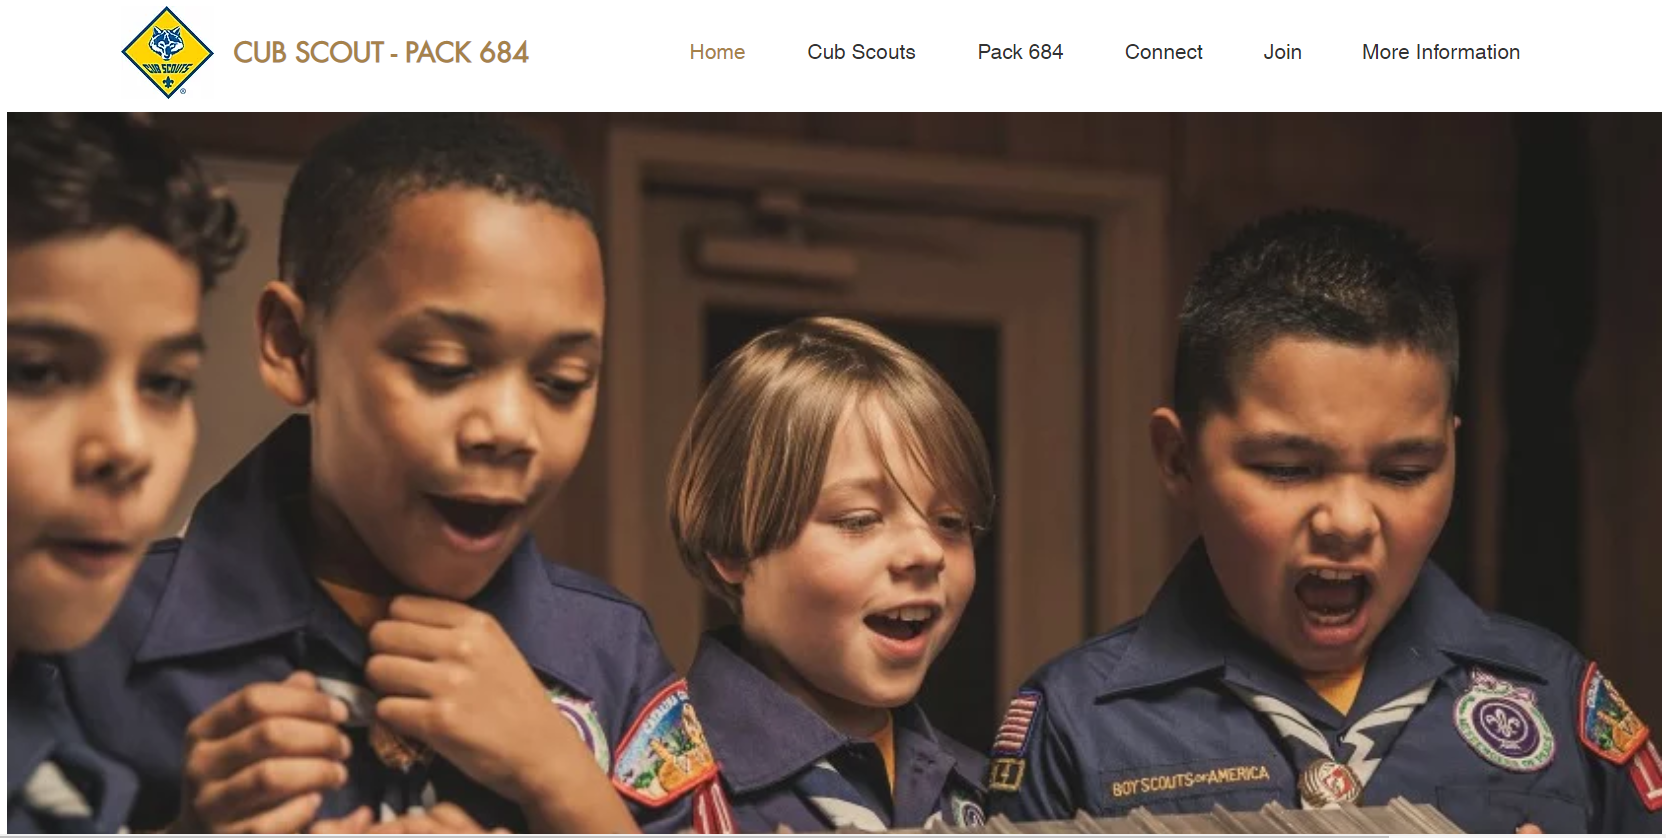 CUB SCOUTS
CUB SCOUT - PACK 684
Home
Cub Scouts
Pack 684
Connect
Join
More Information
BOY SCOUTS OF AMERICA
4